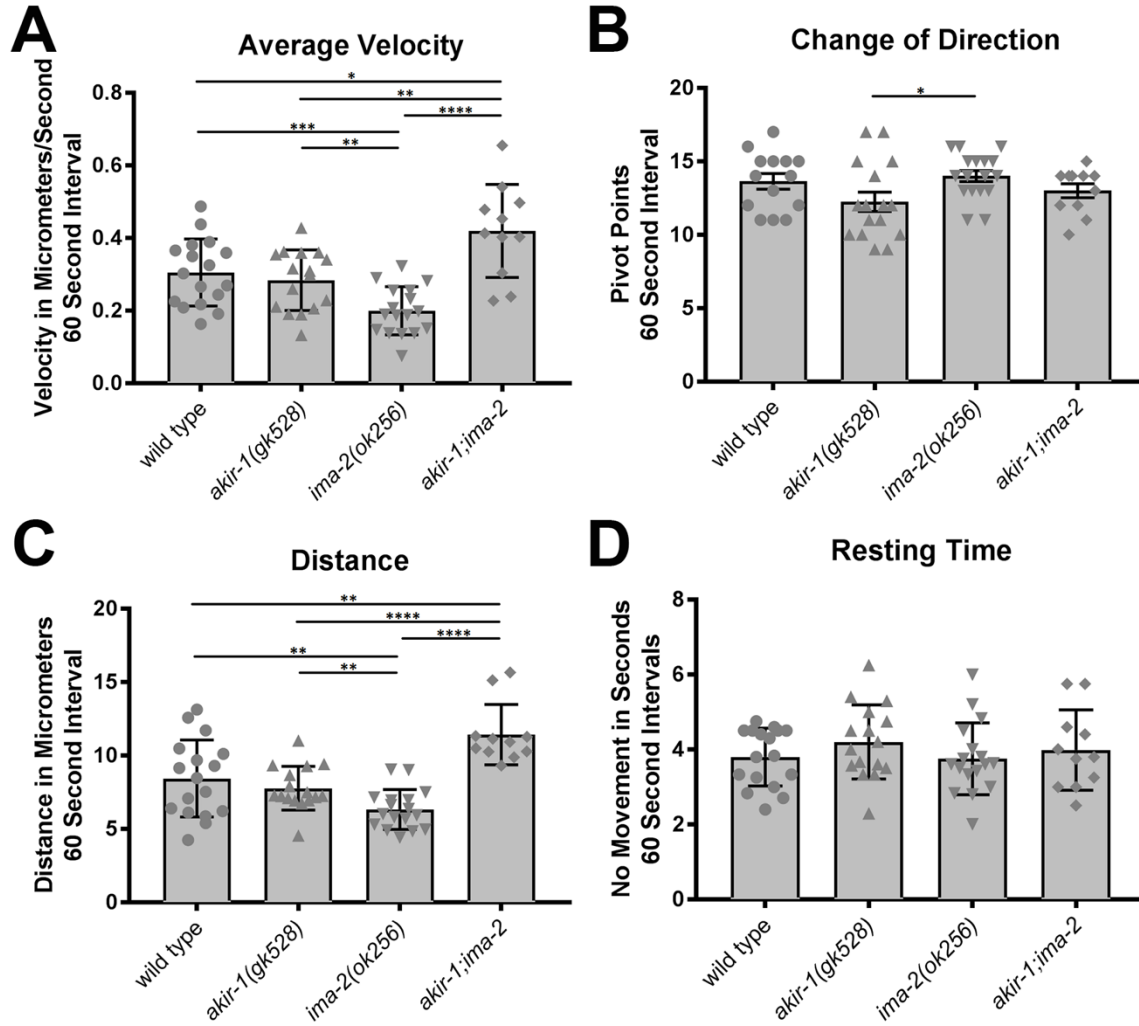 A
Average Velocity
Velocity in Micrometers/Second
60 Second Interval
0.8
0.6
0.4
0.2
0.0
*
**
****
***
**
wild type
akir-1(gk528)
ima-2(ok256)
akir-1;ima-2
B
Change of Direction
Pivot Points
60 Second Interval
20
15
10
5
0
*
wild type
akir-1(gk528)
ima-2(ok256)
akir-1;ima-2
C
Distance
Distance in Micrometers
60 Second Interval
20
15
10
5
0
**
****
****
**
**
wild type
akir-1(gk528)
ima-2(ok256)
akir-1;ima-2
D
Resting Time
No Movement in Seconds
60 Second Intervals
8
6
4
2
0
wild type
akir-1(gk528)
ima-2(ok256)
akir-1;ima-2